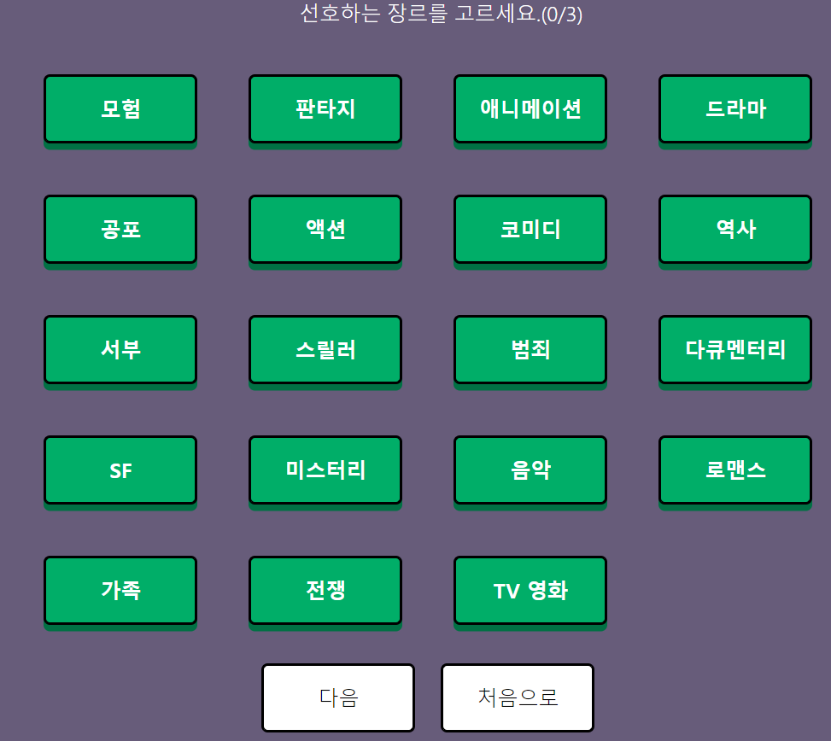 선호하는 장르를 고르세요.(0/3)
모험 판타지 애니메이션 드라마
공포 액션 코미디 역사
서부 스릴러 범죄 다큐멘터리
SF 미스터리 음악 로맨스
가족 전쟁 TV 영화
다음 처음으로